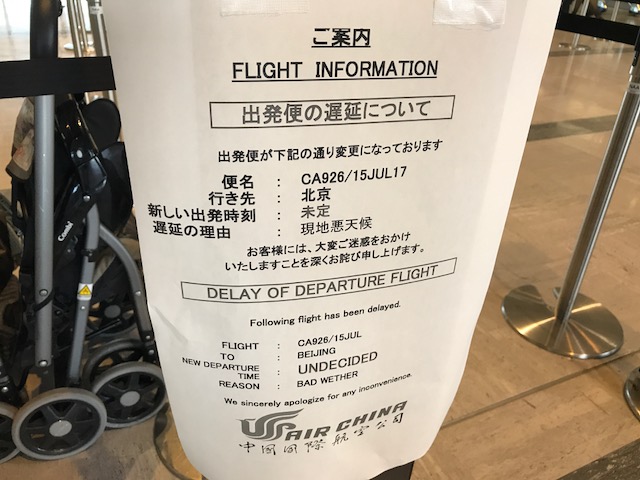 ご案内
FLIGHT INFORMATION
出発便の遅延について
出発便が下記の通り変更になっております
便名 : CA926/15JUL17
行き先 : 北京
新しい出発時刻 : 未定
遅延の理由 : 現地悪天候
お客様には、大変ご迷惑をおかけ
いたしますことを深くお詫び申し上げます。
DELAY OF DEPARTURE FLIGHT
Following flight has been delayed.
FLIGHT : CA926/15JUL
TO : BEIJING
NEW DEPARTURE
TIME : UNDECIDED
REASON : BAD WETHER
We sincerely apologize for any inconvenience.
AIR CHINA
中国国际航空公司
Combi